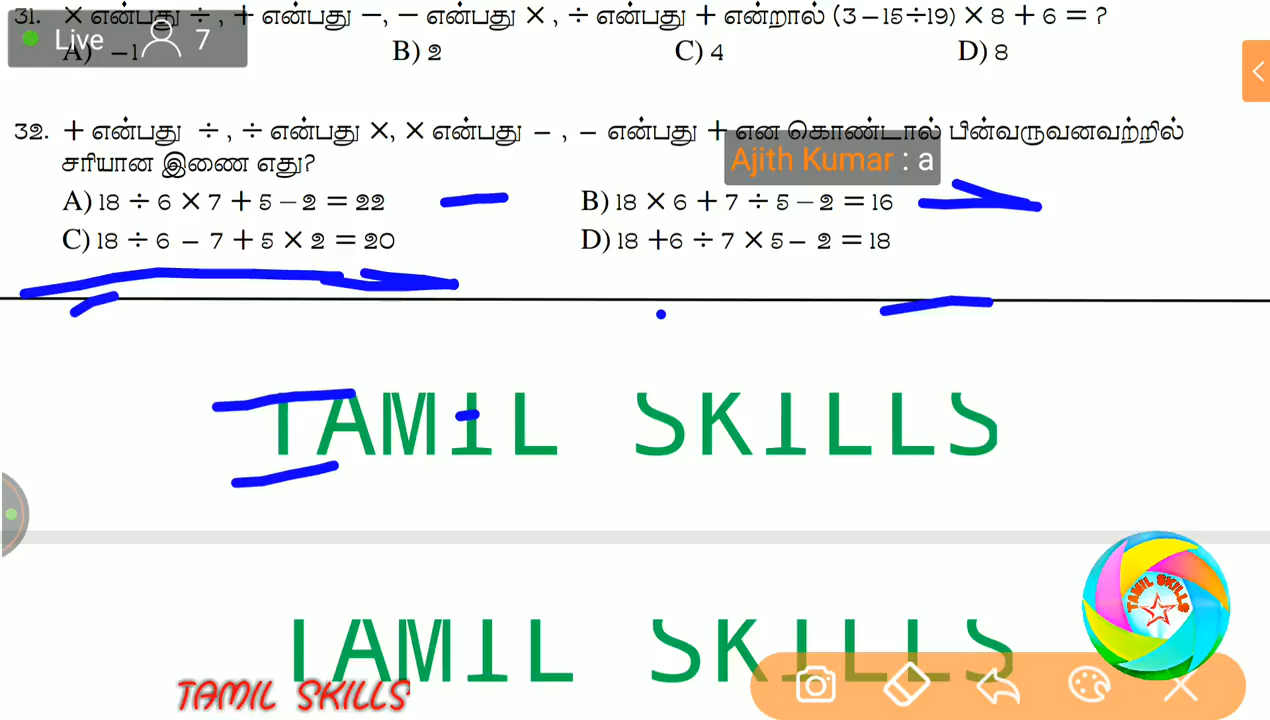 31. × என்பது ÷, + என்பது −, − என்பது ×, ÷ என்பது + என்றால் (3 − 15 ÷ 19) × 8 + 6 = ?
Live 7
A) −1 B) 2 C) 4 D) 8
32. + என்பது ÷, ÷ என்பது ×, × என்பது −, − என்பது + என கொண்டால் பின்வருவனவற்றில்
Ajith Kumar : a
சரியான இணை எது?
A) 18 ÷ 6 × 7 + 5 − 2 = 22 B) 18 × 6 + 7 ÷ 5 − 2 = 16
C) 18 ÷ 6 − 7 + 5 × 2 = 20 D) 18 +6 ÷ 7 × 5 − 2 = 18
TAMIL SKILLS
TAMIL SKILLS
TAMIL SKILLS
TAMIL SKILLS